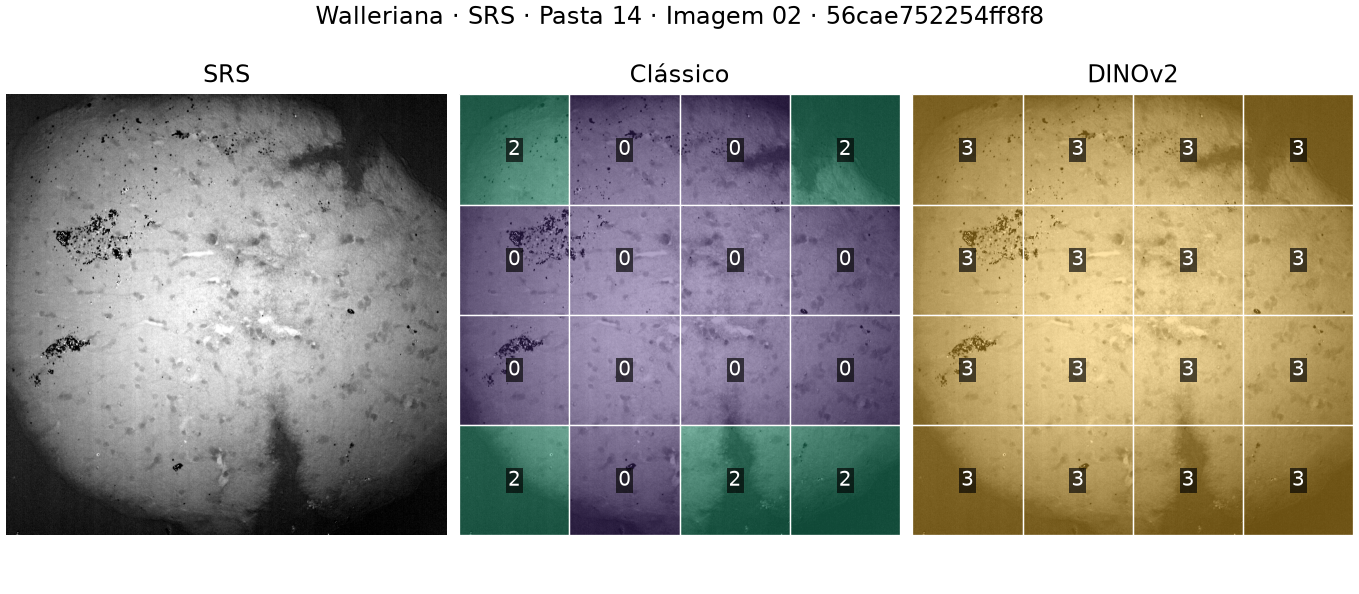 Walleriana · SRS · Pasta 14 · Imagem 02 · 56cae752254ff8f8
SRS
Clássico
DINOv2
2 0 0 2 3 3 3 3
0 0 0 0 3 3 3 3
0 0 0 0 3 3 3 3
2 0 2 2 3 3 3 3